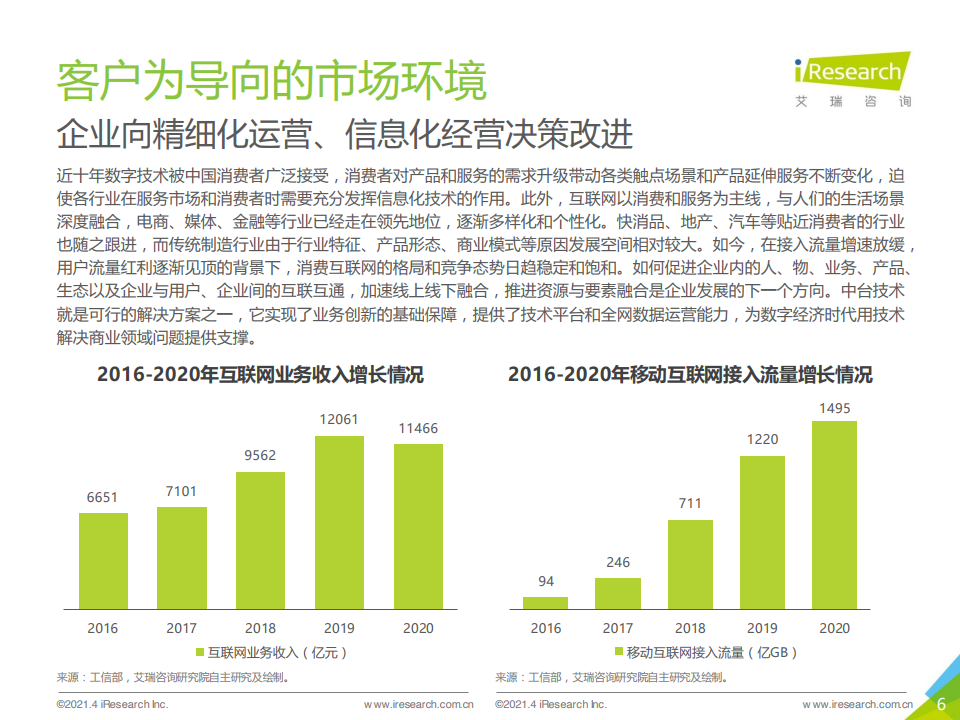 客户为导向的市场环境
iResearch
艾瑞咨询
企业向精细化运营、信息化经营决策改进
近十年数字技术被中国消费者广泛接受，消费者对产品和服务的需求升级带动各类触点场景和产品延伸服务不断变化，迫
使各行业在服务市场和消费者时需要充分发挥信息化技术的作用。此外，互联网以消费和服务为主线，与人们的生活场景
深度融合，电商、媒体、金融等行业已经走在领先地位，逐渐多样化和个性化。快消品、地产、汽车等贴近消费者的行业
也随之跟进，而传统制造行业由于行业特征、产品形态、商业模式等原因发展空间相对较大。如今，在接入流量增速放缓，
用户流量红利逐渐见顶的背景下，消费互联网的格局和竞争态势日趋稳定和饱和。如何促进企业内的人、物、业务、产品、
生态以及企业与用户、企业间的互联互通，加速线上线下融合，推进资源与要素融合是企业发展的下一个方向。中台技术
就是可行的解决方案之一，它实现了业务创新的基础保障，提供了技术平台和全网数据运营能力，为数字经济时代用技术
解决商业领域问题提供支撑。
2016-2020年互联网业务收入增长情况
6651
7101
9562
12061
11466
2016 2017 2018 2019 2020
互联网业务收入（亿元）
来源：工信部，艾瑞咨询研究院自主研究及绘制。
©2021.4 iResearch Inc. www.iresearch.com.cn
2016-2020年移动互联网接入流量增长情况
94
246
711
1220
1495
2016 2017 2018 2019 2020
移动互联网接入流量（亿GB）
来源：工信部，艾瑞咨询研究院自主研究及绘制。
©2021.4 iResearch Inc. www.iresearch.com.cn
6